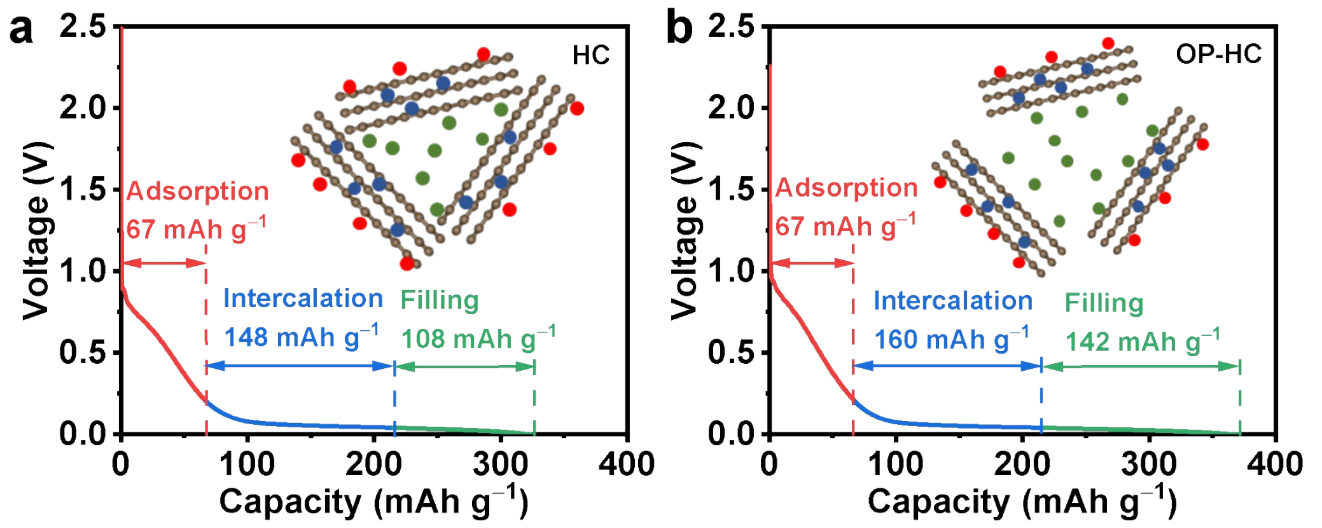 a
HC
2.5
2.0
1.5
1.0
0.5
0.0
Voltage (V)
Adsorption
67 mAh g⁻¹
Intercalation
148 mAh g⁻¹
Filling
108 mAh g⁻¹
0 100 200 300 400
Capacity (mAh g⁻¹)
b
OP-HC
2.5
2.0
1.5
1.0
0.5
0.0
Voltage (V)
Adsorption
67 mAh g⁻¹
Intercalation
160 mAh g⁻¹
Filling
142 mAh g⁻¹
0 100 200 300 400
Capacity (mAh g⁻¹)